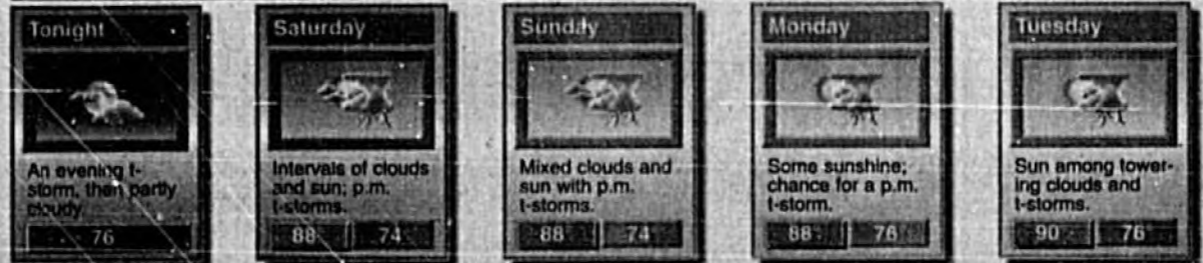 Tonight
An evening t-
storm, then partly
cloudy.
76
Saturday
Intervals of clouds
and sun; p.m.
t-storms.
88 74
Sunday
Mixed clouds and
sun with p.m.
t-storms.
88 74
Monday
Some sunshine;
chance for a p.m.
t-storm.
88 76
Tuesday
Sun among tower-
ing clouds and
t-storms.
90 76